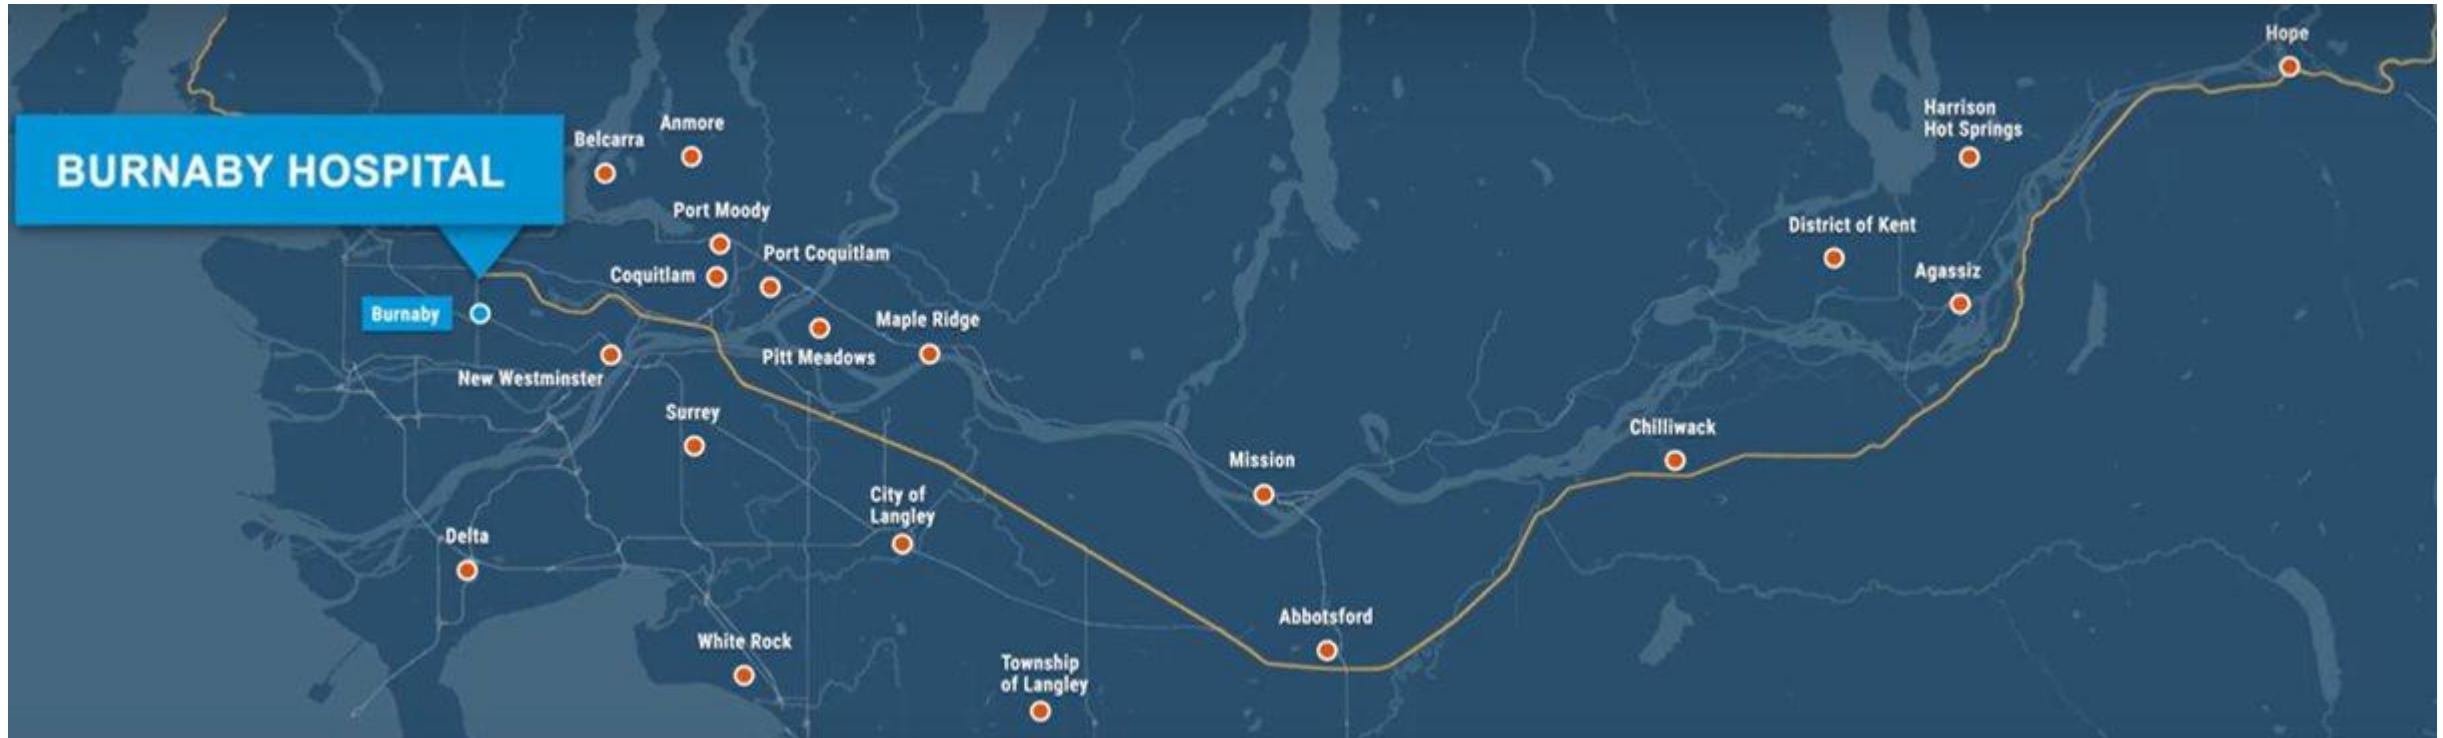 Hope
Harrison
Hot Springs
Anmore
Belcarra
BURNABY HOSPITAL
Port Moody
District of Kent
Port Coquitlam
Coquitlam
Agassiz
Burnaby
Maple Ridge
Pitt Meadows
New Westminster
Surrey
Chilliwack
Mission
City of
Langley
Delta
Abbotsford
White Rock
Township
of Langley